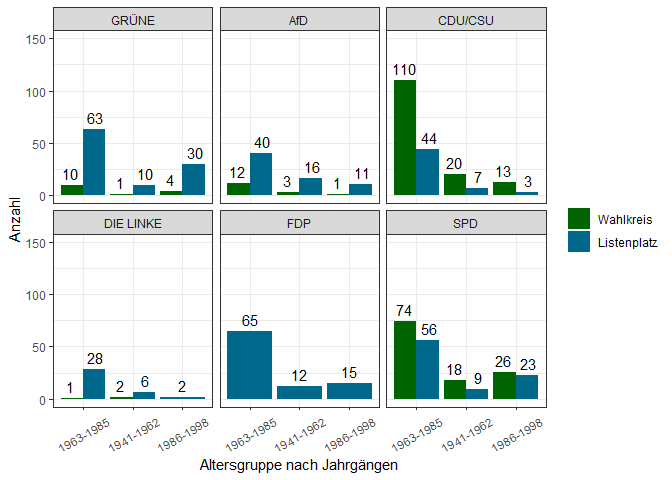 GRÜNE AfD CDU/CSU
150
100
50
0
10 63 1 10 4 30
12 40 3 16 1 11
110 44 20 7 13 3
DIE LINKE FDP SPD
150
100
50
0
1 28 2 6 2
65 12 15
74 56 18 9 26 23
1963-1985 1941-1962 1986-1998 1963-1985 1941-1962 1986-1998 1963-1985 1941-1962 1986-1998
Altersgruppe nach Jahrgängen
Anzahl
Wahlkreis
Listenplatz